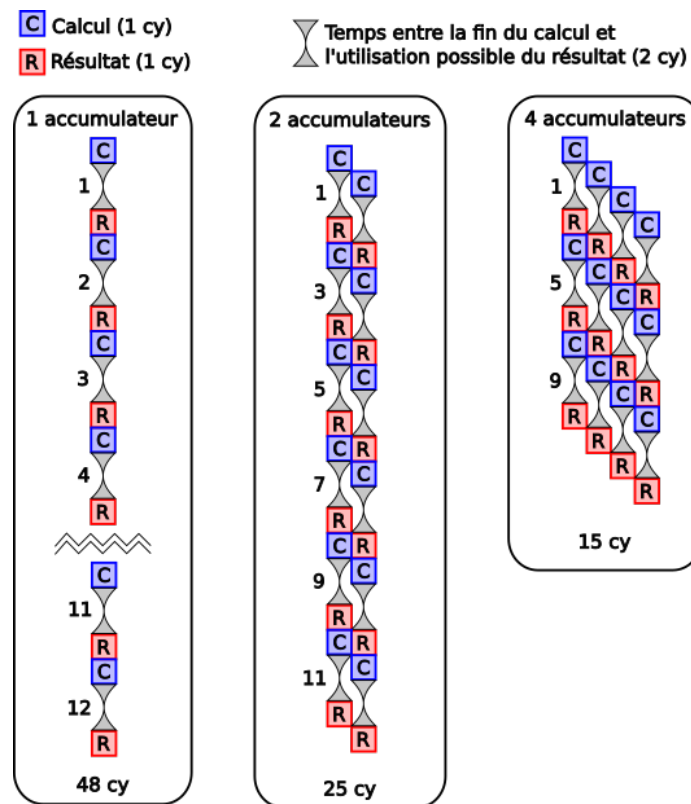 C Calcul (1 cy)
R Résultat (1 cy)
Temps entre la fin du calcul et
l'utilisation possible du résultat (2 cy)
1 accumulateur
C
1
R
C
2
R
C
3
R
C
4
R
C
11
R
C
12
R
48 cy
2 accumulateurs
C
C
1
R
R
C
C
3
R
R
C
C
5
R
R
C
C
7
R
R
C
C
9
R
R
C
C
11
R
R
25 cy
4 accumulateurs
C
C
C
1
C
R
R
C
R
C
R
5
C
C
R
R
C
R
C
R
9
C
C
R
R
R
R
15 cy